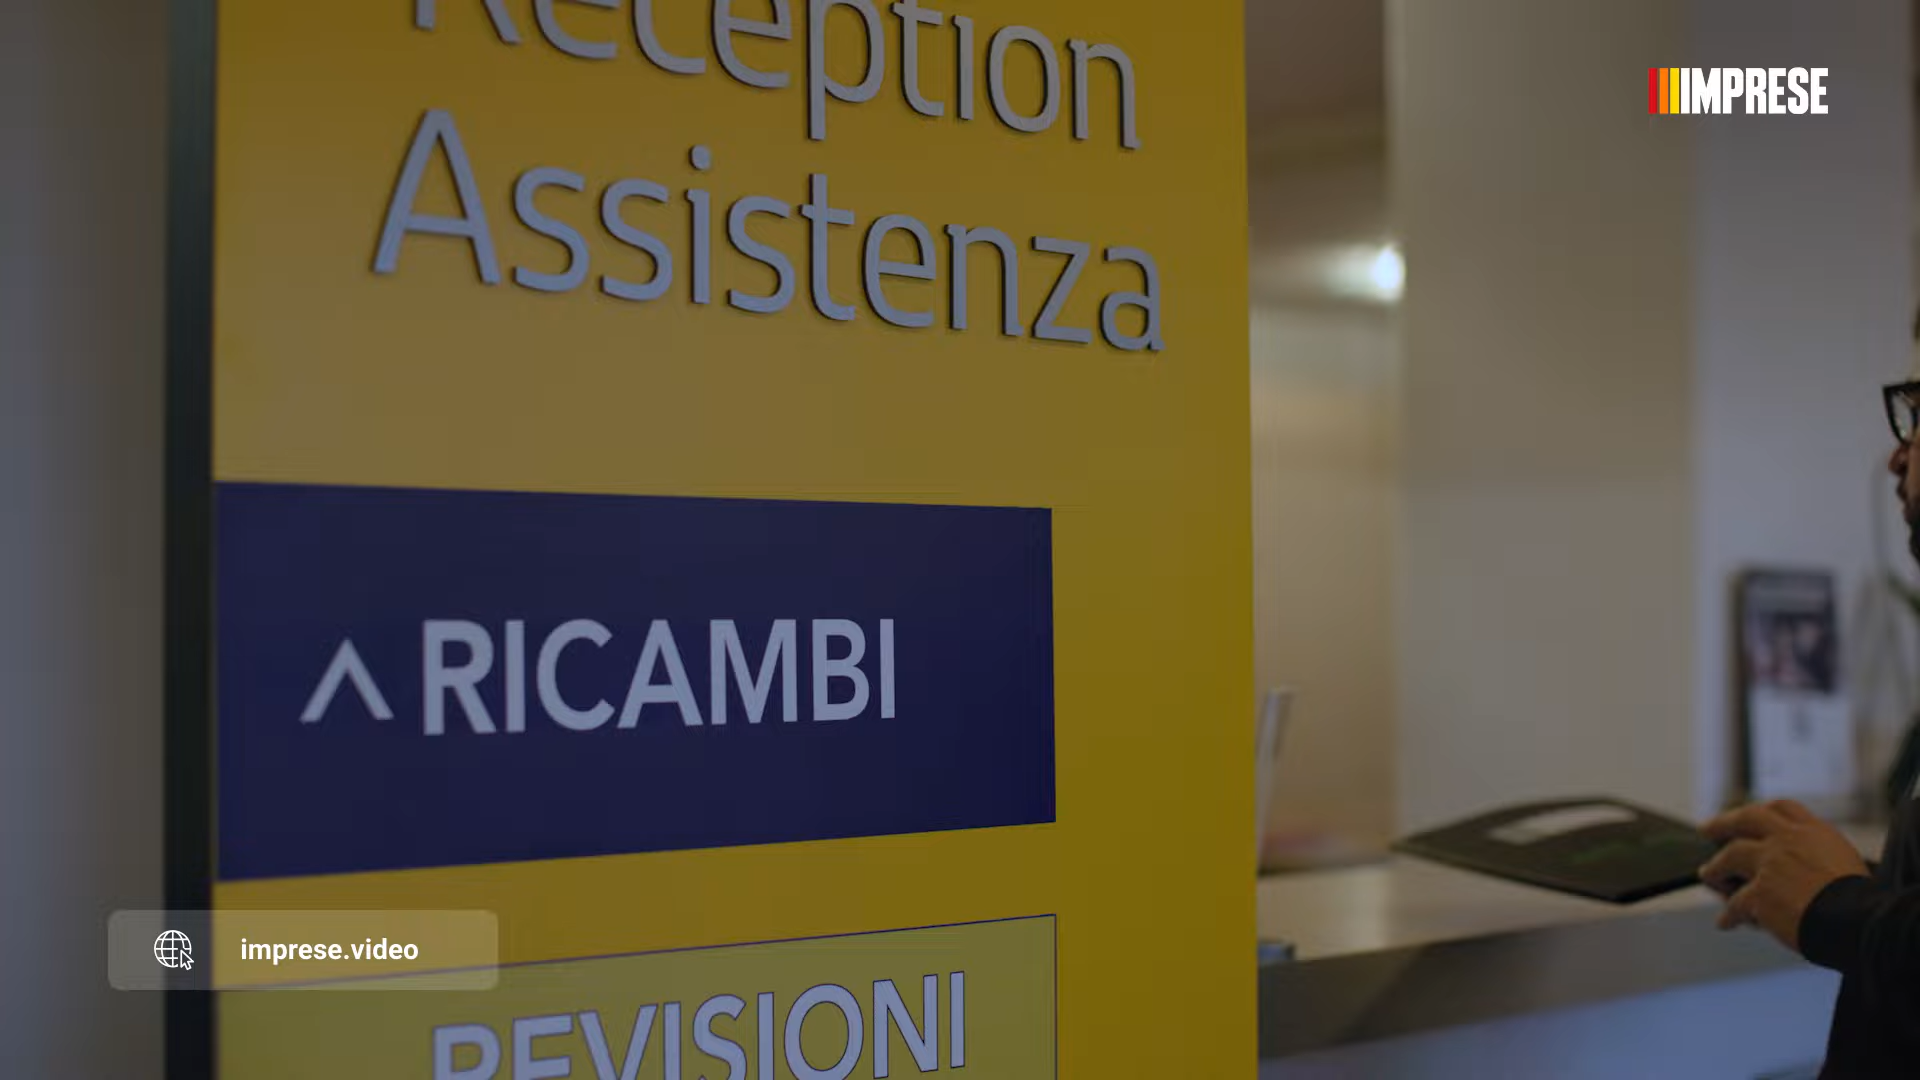 Reception
IMPRESE
Assistenza
RICAMBI
imprese.video
REVISIONI